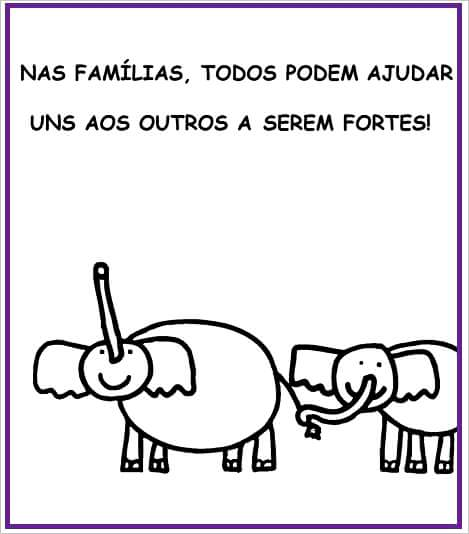 NAS FAMÍLIAS, TODOS PODEM AJUDAR
UNS AOS OUTROS A SEREM FORTES!